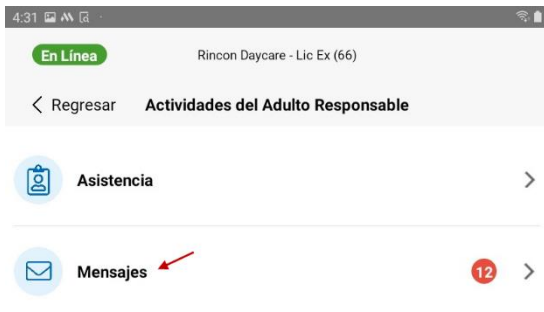 4:31
En Línea
Rincon Daycare - Lic Ex (66)
Regresar Actividades del Adulto Responsable
Asistencia
Mensajes 12